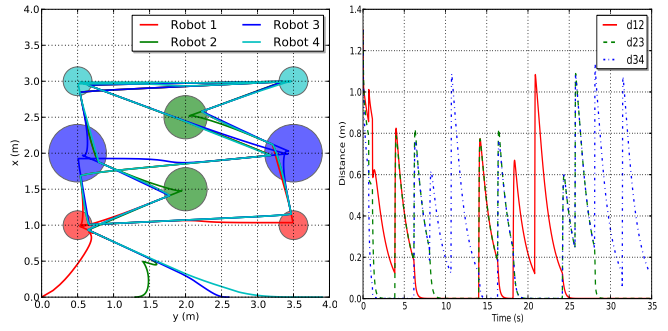 4.0
3.5
3.0
2.5
2.0
1.5
1.0
0.5
0.0
0.0 0.5 1.0 1.5 2.0 2.5 3.0 3.5 4.0
x (m)
y (m)
Robot 1 Robot 3
Robot 2 Robot 4
1.4
1.2
1.0
0.8
0.6
0.4
0.2
0.0
0 5 10 15 20 25 30 35
Distance (m)
Time (s)
d12
d23
d34